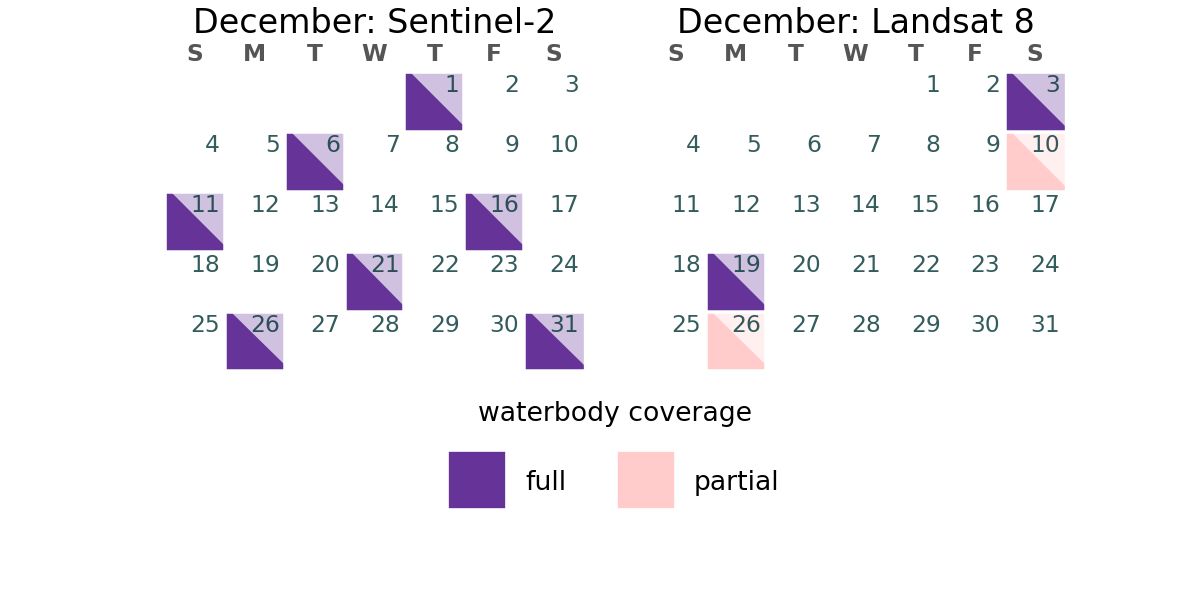 December: Sentinel-2
S M T W T F S
1 2 3
4 5 6 7 8 9 10
11 12 13 14 15 16 17
18 19 20 21 22 23 24
25 26 27 28 29 30 31
December: Landsat 8
S M T W T F S
1 2 3
4 5 6 7 8 9 10
11 12 13 14 15 16 17
18 19 20 21 22 23 24
25 26 27 28 29 30 31
waterbody coverage
full
partial